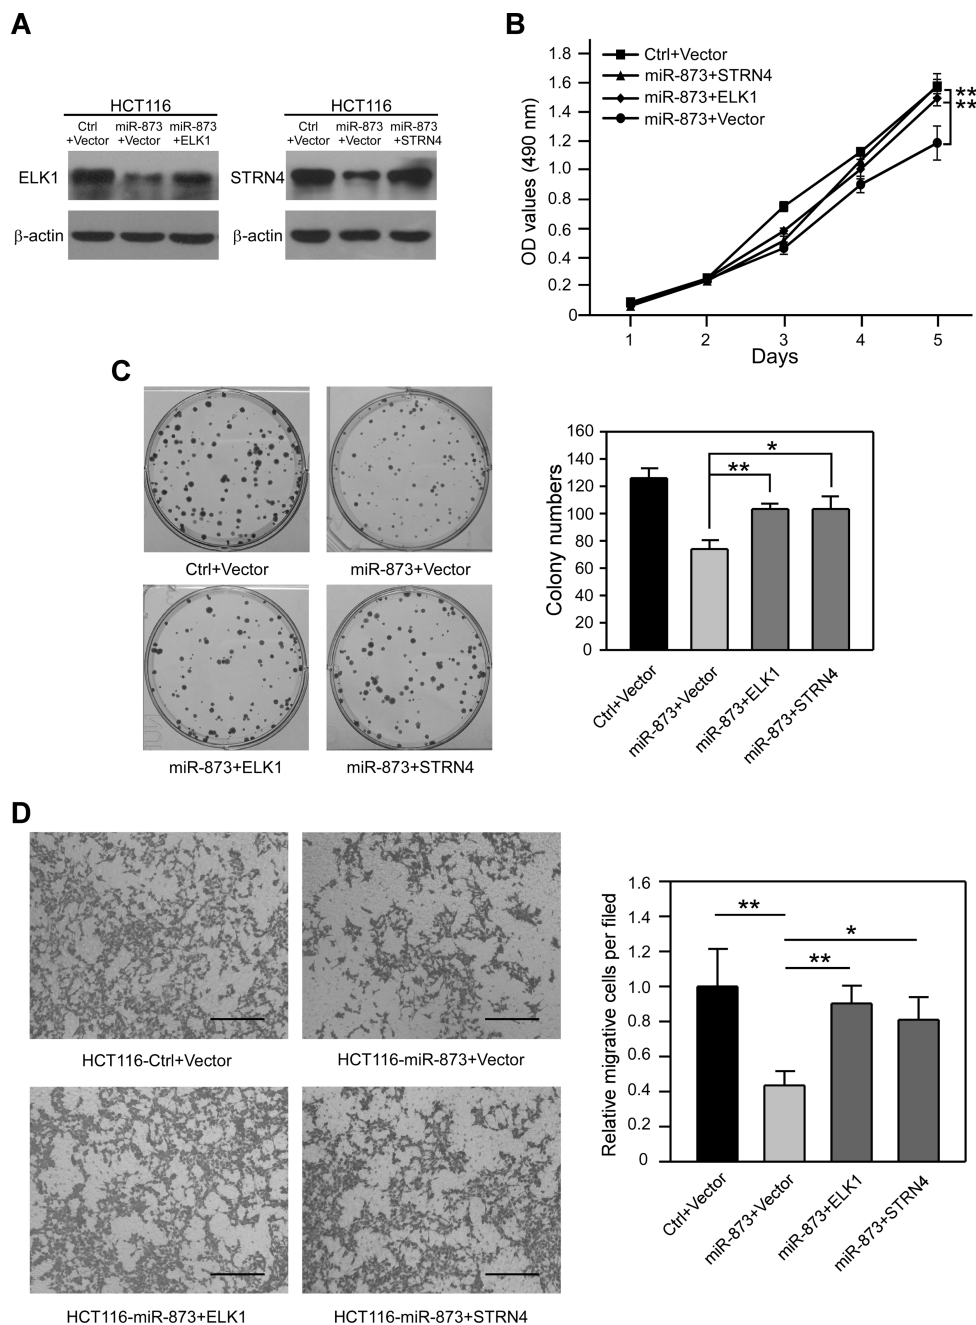 A
HCT116
Ctrl +Vector
miR-873 +Vector
miR-873 +ELK1
ELK1
β-actin
HCT116
Ctrl +Vector
miR-873 +Vector
miR-873 +STRN4
STRN4
β-actin
B
Ctrl+Vector
miR-873+STRN4
miR-873+ELK1
miR-873+Vector
OD values (490 nm)
1.8
1.6
1.4
1.2
1.0
0.8
0.6
0.4
0.2
0
**
**
1 2 3 4 5
Days
C
Ctrl+Vector
miR-873+Vector
miR-873+ELK1
miR-873+STRN4
Colony numbers
160
140
120
100
80
60
40
20
0
*
**
Ctrl+Vector
miR-873+Vector
miR-873+ELK1
miR-873+STRN4
D
HCT116-Ctrl+Vector
HCT116-miR-873+Vector
HCT116-miR-873+ELK1
HCT116-miR-873+STRN4
Relative migrative cells per filed
1.6
1.4
1.2
1.0
0.8
0.6
0.4
0.2
0
**
*
**
Ctrl+Vector
miR-873+Vector
miR-873+ELK1
miR-873+STRN4